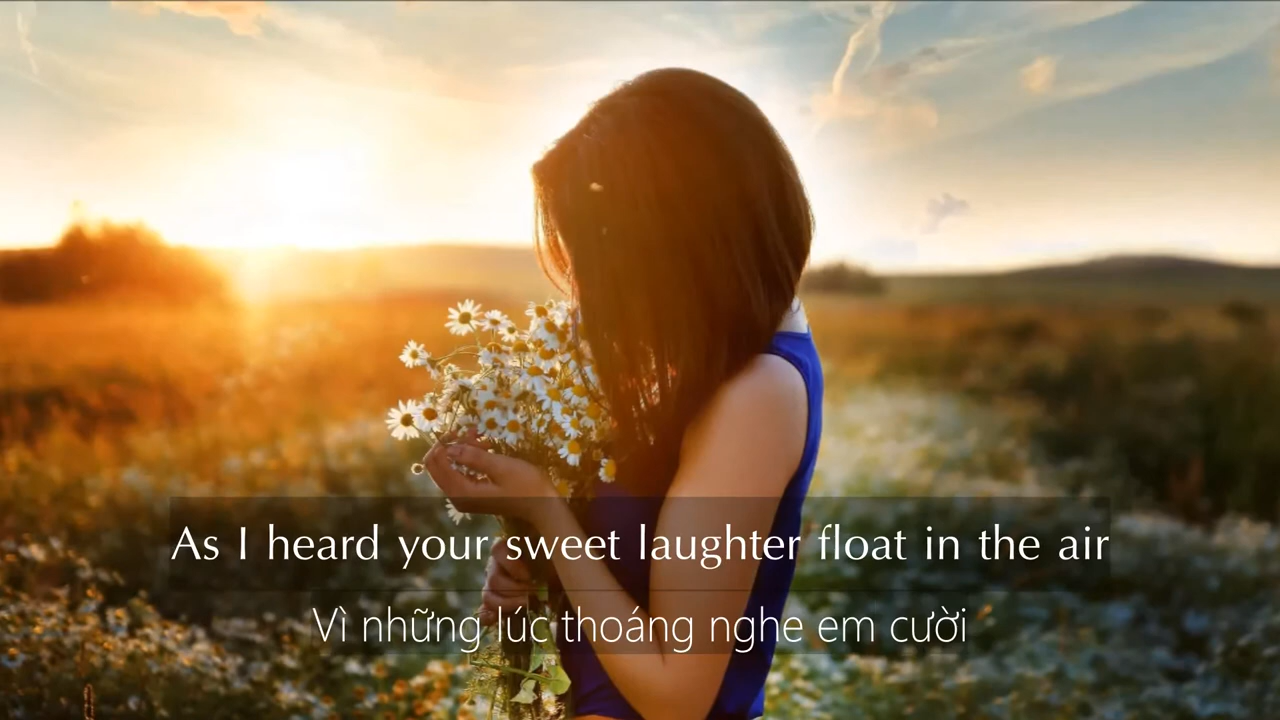 As I heard your sweet laughter float in the air
Vì những lúc thoáng nghe em cười